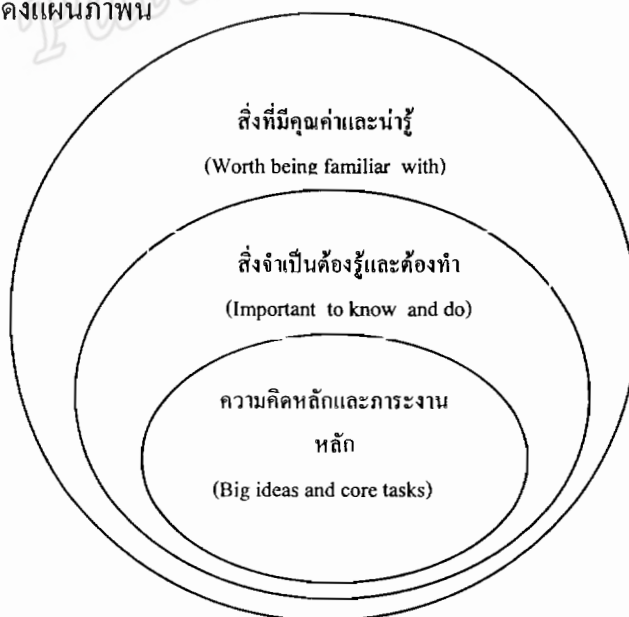 ดังแผนภาพนี้
สิ่งที่มีคุณค่าและน่ารู้
(Worth being familiar with)
สิ่งจำเป็นต้องรู้และต้องทำ
(Important to know and do)
ความคิดหลักและภาระงาน
หลัก
(Big ideas and core tasks)